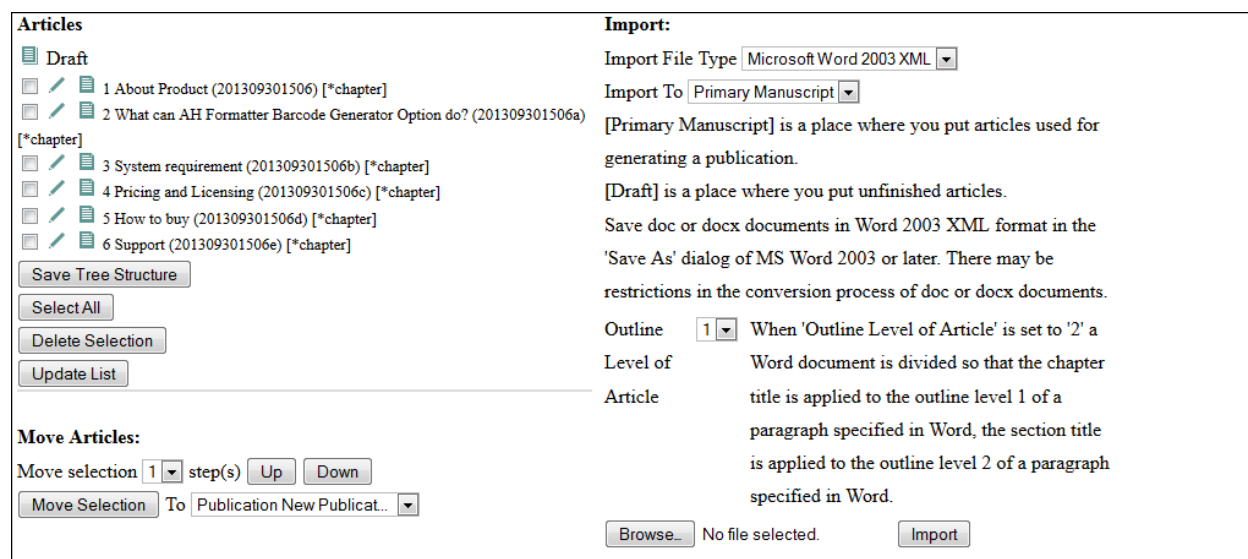 Articles
Draft
1 About Product (201309301506) [*chapter]
2 What can AH Formatter Barcode Generator Option do? (201309301506a)
[*chapter]
3 System requirement (201309301506b) [*chapter]
4 Pricing and Licensing (201309301506c) [*chapter]
5 How to buy (201309301506d) [*chapter]
6 Support (201309301506e) [*chapter]
Save Tree Structure
Select All
Delete Selection
Update List
Move Articles:
Move selection 1 step(s) Up Down
Move Selection To Publication New Publicat...
Import:
Import File Type Microsoft Word 2003 XML
Import To Primary Manuscript
[Primary Manuscript] is a place where you put articles used for
generating a publication.
[Draft] is a place where you put unfinished articles.
Save doc or docx documents in Word 2003 XML format in the
'Save As' dialog of MS Word 2003 or later. There may be
restrictions in the conversion process of doc or docx documents.
Outline 1 When 'Outline Level of Article' is set to '2' a
Level of Word document is divided so that the chapter
Article title is applied to the outline level 1 of a
paragraph specified in Word, the section title
is applied to the outline level 2 of a paragraph
specified in Word.
Browse... No file selected. Import